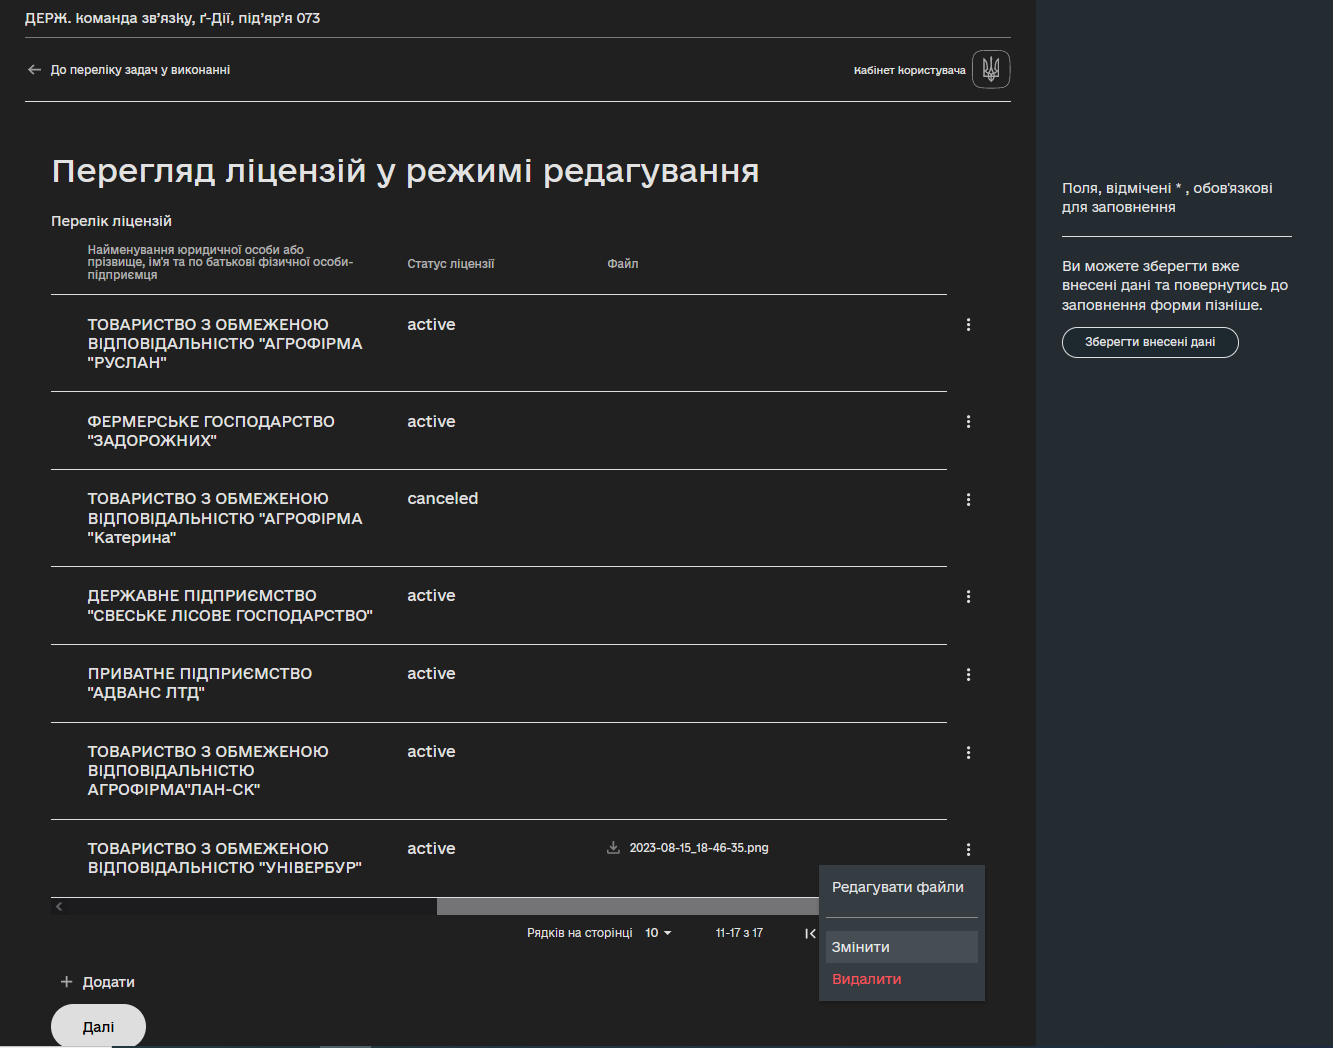 ДЕРЖ. команда зв'язку, ґ-Дії, під'яр'я 073
До переліку задач у виконанні
Кабінет користувача
Перегляд ліцензій у режимі редагування
Перелік ліцензій
Найменування юридичної особи або
прізвище, ім'я та по батькові фізичної особи-
підприємця
Статус ліцензії
Файл
ТОВАРИСТВО З ОБМЕЖЕНОЮ
ВІДПОВІДАЛЬНІСТЮ "АГРОФІРМА
"РУСЛАН"
active
ФЕРМЕРСЬКЕ ГОСПОДАРСТВО
"ЗАДОРОЖНИХ"
active
ТОВАРИСТВО З ОБМЕЖЕНОЮ
ВІДПОВІДАЛЬНІСТЮ "АГРОФІРМА
"Катерина"
canceled
ДЕРЖАВНЕ ПІДПРИЄМСТВО
"СВЕСЬКЕ ЛІСОВЕ ГОСПОДАРСТВО"
active
ПРИВАТНЕ ПІДПРИЄМСТВО
"АДВАНС ЛТД"
active
ТОВАРИСТВО З ОБМЕЖЕНОЮ
ВІДПОВІДАЛЬНІСТЮ
АГРОФІРМА"ЛАН-СК"
active
ТОВАРИСТВО З ОБМЕЖЕНОЮ
ВІДПОВІДАЛЬНІСТЮ "УНІВЕРБУР"
active
2023-08-15_18-46-35.png
Редагувати файли
Змінити
Видалити
Рядків на сторінці 10
11-17 з 17
Додати
Далі
Поля, відмічені * , обов'язкові
для заповнення
Ви можете зберегти вже
внесені дані та повернутись до
заповнення форми пізніше.
Зберегти внесені дані